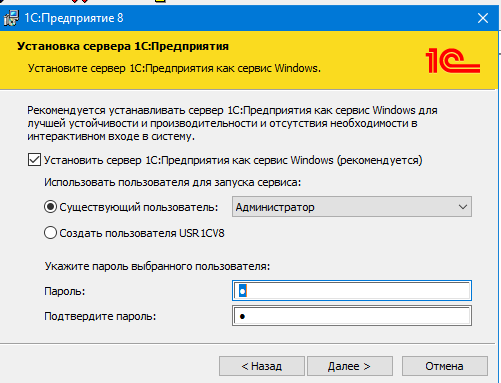 1С:Предприятие 8
Установка сервера 1С:Предприятия
Установите сервер 1С:Предприятия как сервис Windows.
1С
Рекомендуется устанавливать сервер 1С:Предприятия как сервис Windows для
лучшей устойчивости и производительности и отсутствия необходимости в
интерактивном входе в систему.
Установить сервер 1С:Предприятия как сервис Windows (рекомендуется)
Использовать пользователя для запуска сервиса:
Существующий пользователь: Администратор
Создать пользователя USR1CV8
Укажите пароль выбранного пользователя:
Пароль:
Подтвердите пароль:
< Назад Далее > Отмена